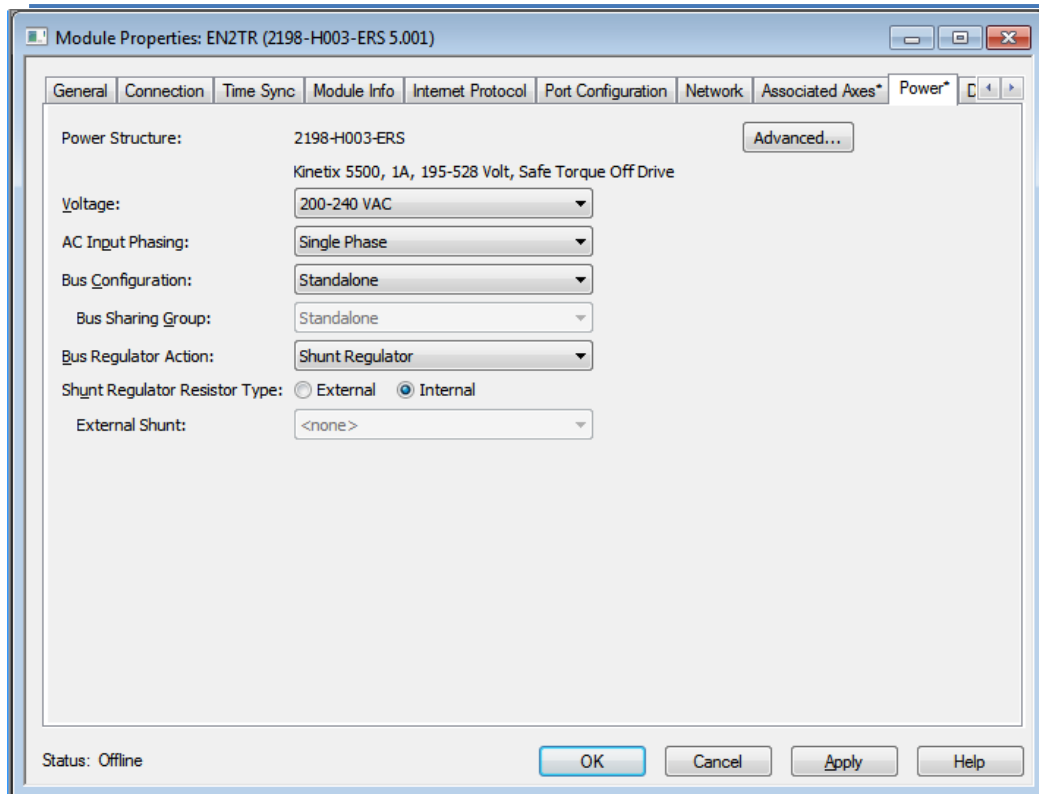 Module Properties: EN2TR (2198-H003-ERS 5.001)
General Connection Time Sync Module Info Internet Protocol Port Configuration Network Associated Axes* Power*
Power Structure: 2198-H003-ERS Advanced...
Kinetix 5500, 1A, 195-528 Volt, Safe Torque Off Drive
Voltage: 200-240 VAC
AC Input Phasing: Single Phase
Bus Configuration: Standalone
Bus Sharing Group: Standalone
Bus Regulator Action: Shunt Regulator
Shunt Regulator Resistor Type: External Internal
External Shunt: <none>
Status: Offline OK Cancel Apply Help